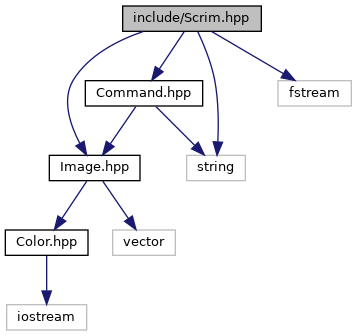 include/Scrim.hpp
Command.hpp
fstream
Image.hpp
string
Color.hpp
vector
iostream